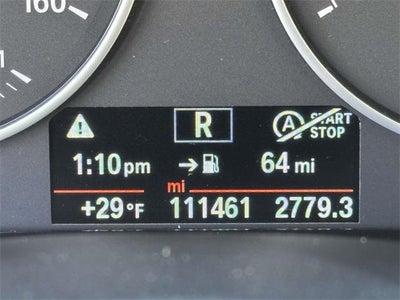 160
R
A START
STOP
1:10pm → 64 mi
mi
+29°F 111461 2779.3